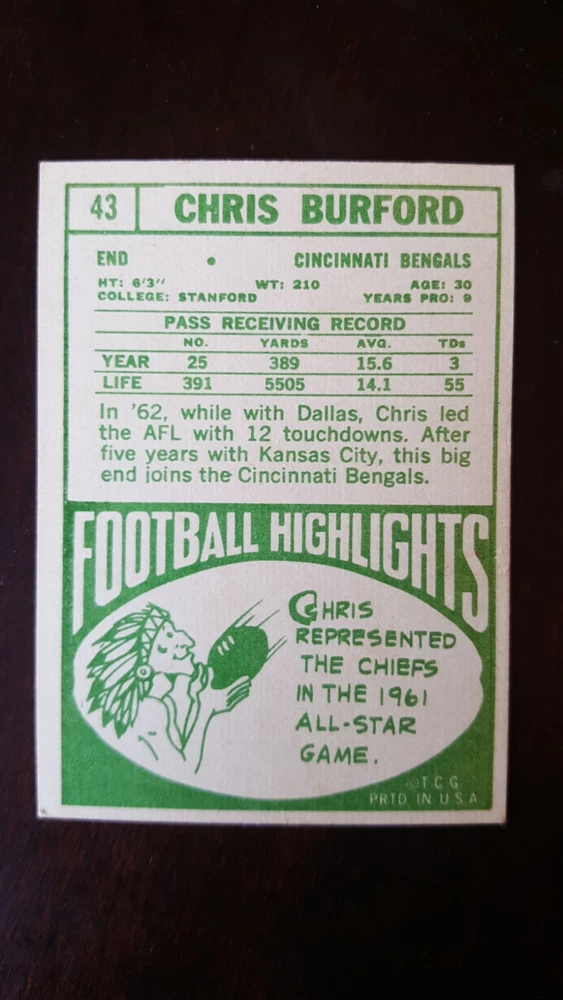 43 CHRIS BURFORD
END • CINCINNATI BENGALS
HT: 6'3" WT: 210 AGE: 30
COLLEGE: STANFORD YEARS PRO: 9
PASS RECEIVING RECORD
NO. YARDS AVG. TDs
YEAR 25 389 15.6 3
LIFE 391 5505 14.1 55
In '62, while with Dallas, Chris led
the AFL with 12 touchdowns. After
five years with Kansas City, this big
end joins the Cincinnati Bengals.
FOOTBALL HIGHLIGHTS
CHRIS
REPRESENTED
THE CHIEFS
IN THE 1961
ALL-STAR
GAME.
©T.C.G.
PRTD. IN U.S.A.